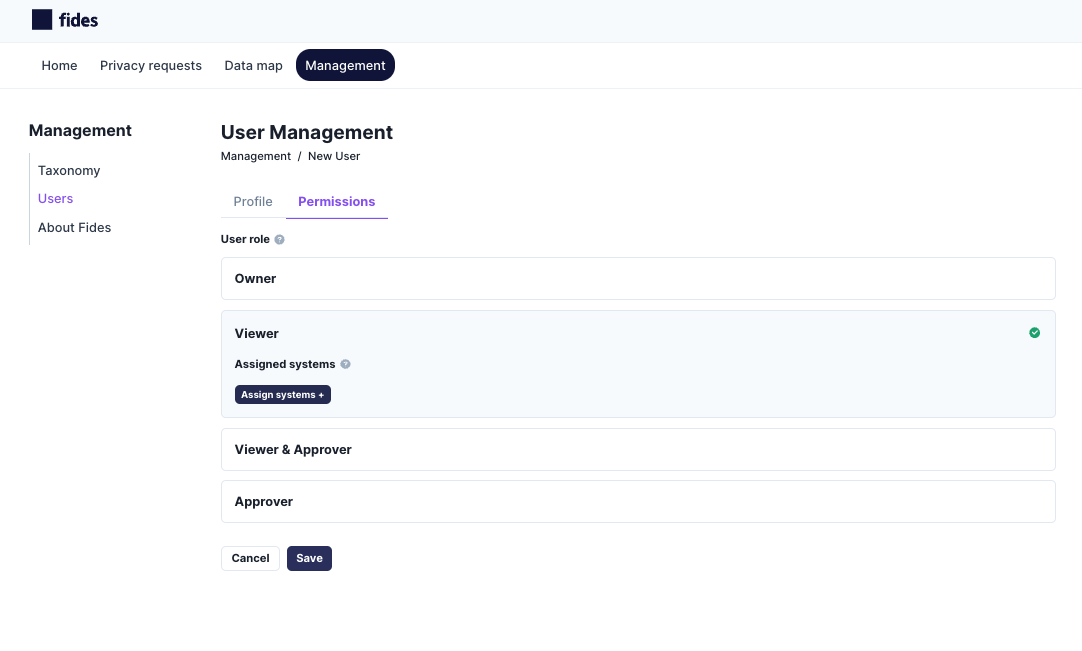 fides
Home Privacy requests Data map Management
Management
Taxonomy
Users
About Fides
User Management
Management / New User
Profile Permissions
User role ?
Owner
Viewer
Assigned systems ?
Assign systems +
Viewer & Approver
Approver
Cancel Save